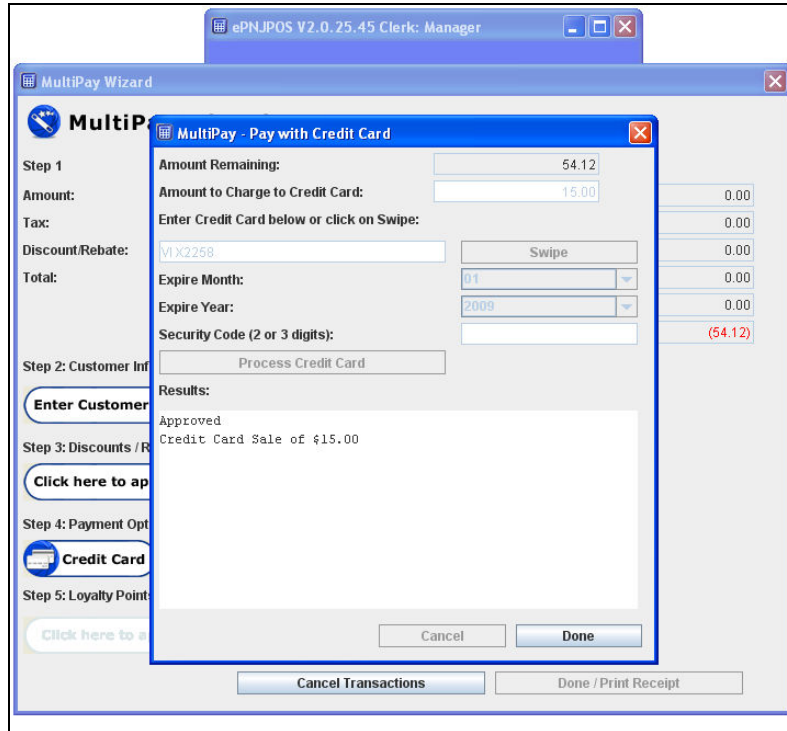 ePNJPOS V2.0.25.45 Clerk: Manager
MultiPay Wizard
MultiPa
MultiPay - Pay with Credit Card
Step 1
Amount:
Tax:
Discount/Rebate:
Total:
0.00
0.00
0.00
0.00
0.00
(54.12)
Step 2: Customer Inf
Enter Customer
Step 3: Discounts / R
Click here to ap
Step 4: Payment Opt
Credit Card
Step 5: Loyalty Point
Click here to a
Amount Remaining: 54.12
Amount to Charge to Credit Card: 15.00
Enter Credit Card below or click on Swipe:
VI X2258 Swipe
Expire Month: 01
Expire Year: 2009
Security Code (2 or 3 digits):
Process Credit Card
Results:
Approved
Credit Card Sale of $15.00
Cancel Done
Cancel Transactions Done / Print Receipt